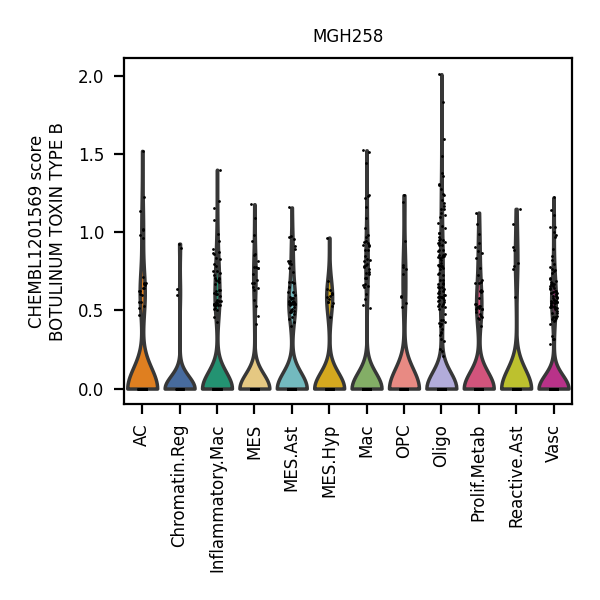 MGH258
CHEMBL1201569 score
BOTULINUM TOXIN TYPE B
2.0
1.5
1.0
0.5
0.0
AC
Chromatin.Reg
Inflammatory.Mac
MES
MES.Ast
MES.Hyp
Mac
OPC
Oligo
Prolif.Metab
Reactive.Ast
Vasc